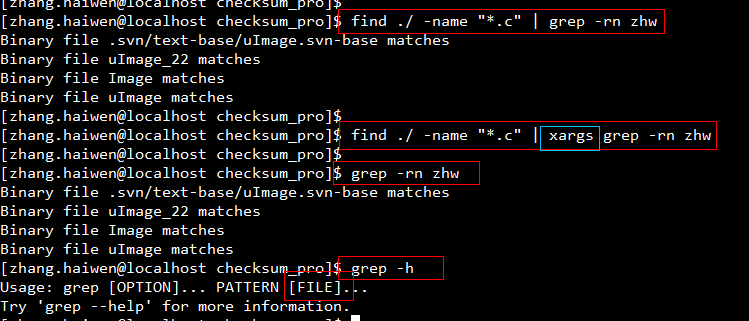 [zhang.haiwen@localhost checksum_pro]$
[zhang.haiwen@localhost checksum_pro]$ find ./ -name "*.c" | grep -rn zhw
Binary file .svn/text-base/uImage.svn-base matches
Binary file uImage_22 matches
Binary file Image matches
Binary file uImage matches
[zhang.haiwen@localhost checksum_pro]$
[zhang.haiwen@localhost checksum_pro]$ find ./ -name "*.c" | xargs grep -rn zhw
[zhang.haiwen@localhost checksum_pro]$
[zhang.haiwen@localhost checksum_pro]$ grep -rn zhw
Binary file .svn/text-base/uImage.svn-base matches
Binary file uImage_22 matches
Binary file Image matches
Binary file uImage matches
[zhang.haiwen@localhost checksum_pro]$ grep -h
Usage: grep [OPTION]... PATTERN [FILE]...
Try 'grep --help' for more information.
[zhang.haiwen@localhost checksum_pro]$